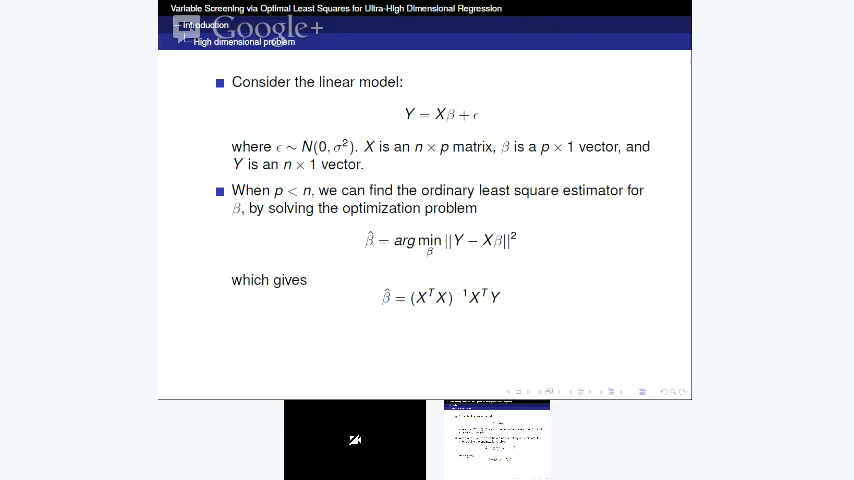 Variable Screening via Optimal Least Squares for Ultra-High Dimensional Regression
Introduction
Google+
High dimensional problem
Consider the linear model:
Y = Xβ + ϵ
where ϵ ∼ N(0, σ²). X is an n × p matrix, β is a p × 1 vector, and
Y is an n × 1 vector.
When p < n, we can find the ordinary least square estimator for
β, by solving the optimization problem
β̂ = arg min ||Y − Xβ||²
β
which gives
β̂ = (XᵀX)⁻¹XᵀY